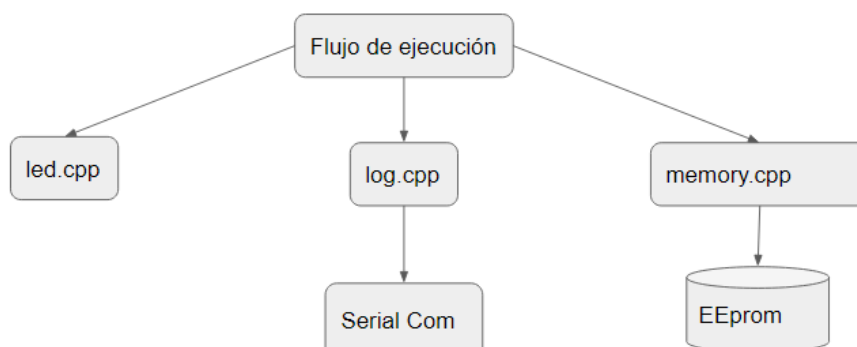 Flujo de ejecución
led.cpp
log.cpp
memory.cpp
Serial Com
EEprom